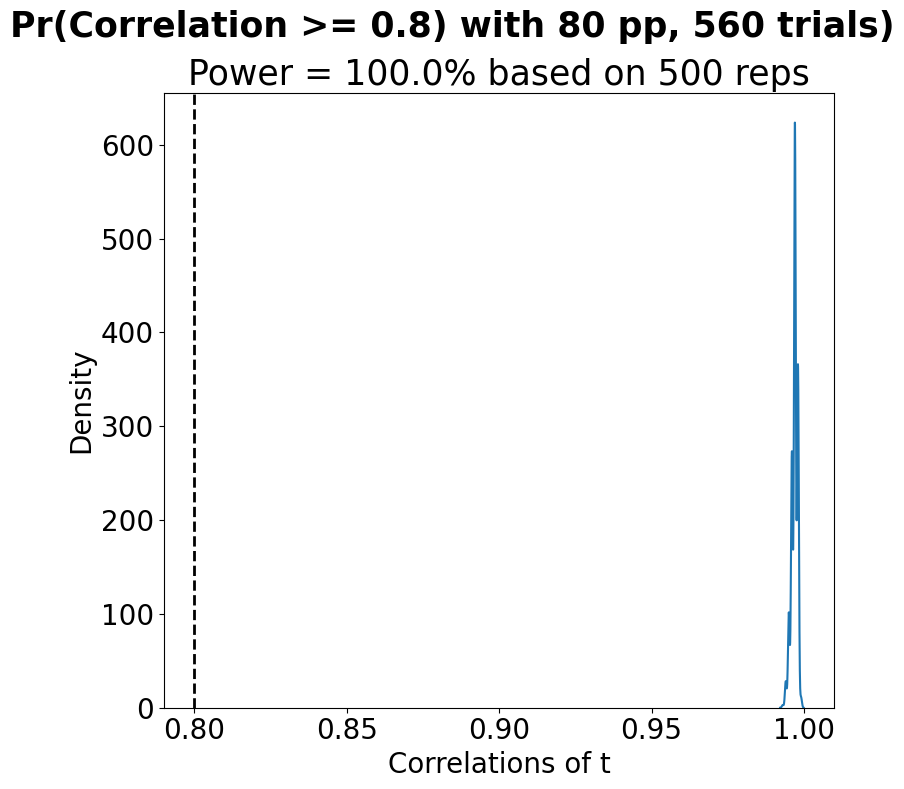 Pr(Correlation >= 0.8) with 80 pp, 560 trials)
Power = 100.0% based on 500 reps
600
500
400
300
200
100
0
Density
0.80 0.85 0.90 0.95 1.00
Correlations of t